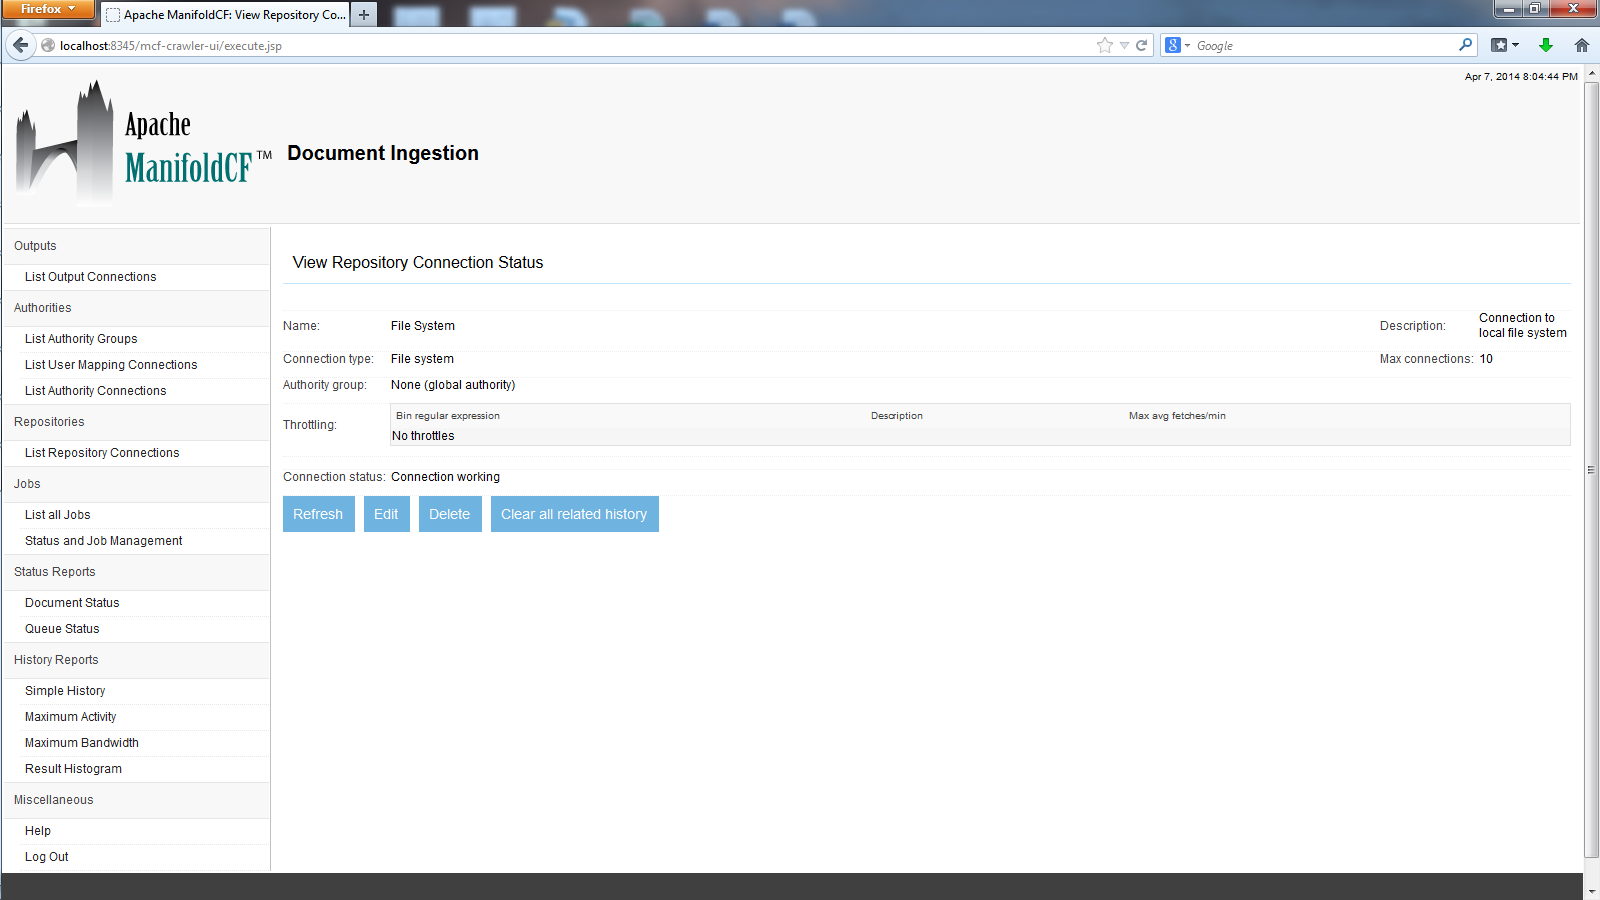 Firefox
Apache ManifoldCF: View Repository Co...
localhost:8345/mcf-crawler-ui/execute.jsp
Google
Apr 7, 2014 8:04:44 PM
Apache
ManifoldCF™
Document Ingestion
Outputs
List Output Connections
Authorities
List Authority Groups
List User Mapping Connections
List Authority Connections
Repositories
List Repository Connections
Jobs
List all Jobs
Status and Job Management
Status Reports
Document Status
Queue Status
History Reports
Simple History
Maximum Activity
Maximum Bandwidth
Result Histogram
Miscellaneous
Help
Log Out
View Repository Connection Status
Name: File System Description: Connection to
local file system
Connection type: File system Max connections: 10
Authority group: None (global authority)
Throttling: Bin regular expression Description Max avg fetches/min
No throttles
Connection status: Connection working
Refresh Edit Delete Clear all related history